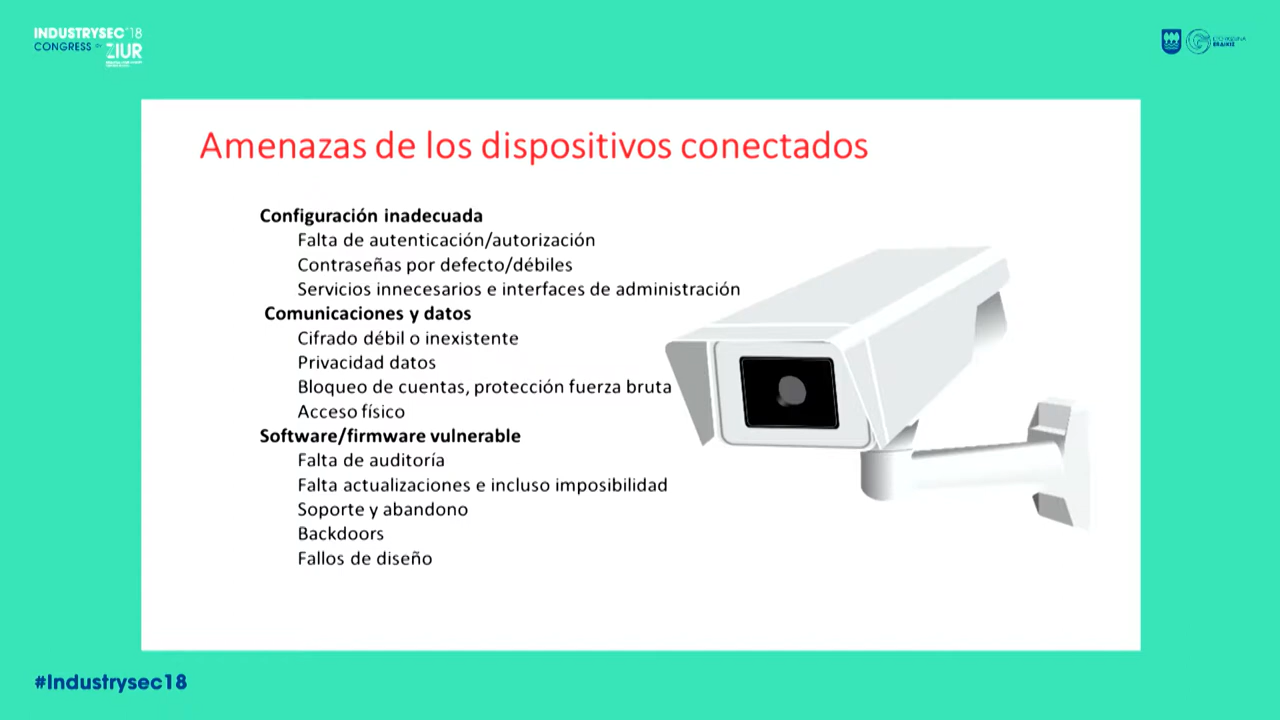 INDUSTRYSEC'18
CONGRESS BY ZIUR
Amenazas de los dispositivos conectados
Configuración inadecuada
Falta de autenticación/autorización
Contraseñas por defecto/débiles
Servicios innecesarios e interfaces de administración
Comunicaciones y datos
Cifrado débil o inexistente
Privacidad datos
Bloqueo de cuentas, protección fuerza bruta
Acceso físico
Software/firmware vulnerable
Falta de auditoría
Falta actualizaciones e incluso imposibilidad
Soporte y abandono
Backdoors
Fallos de diseño
#Industrysec18